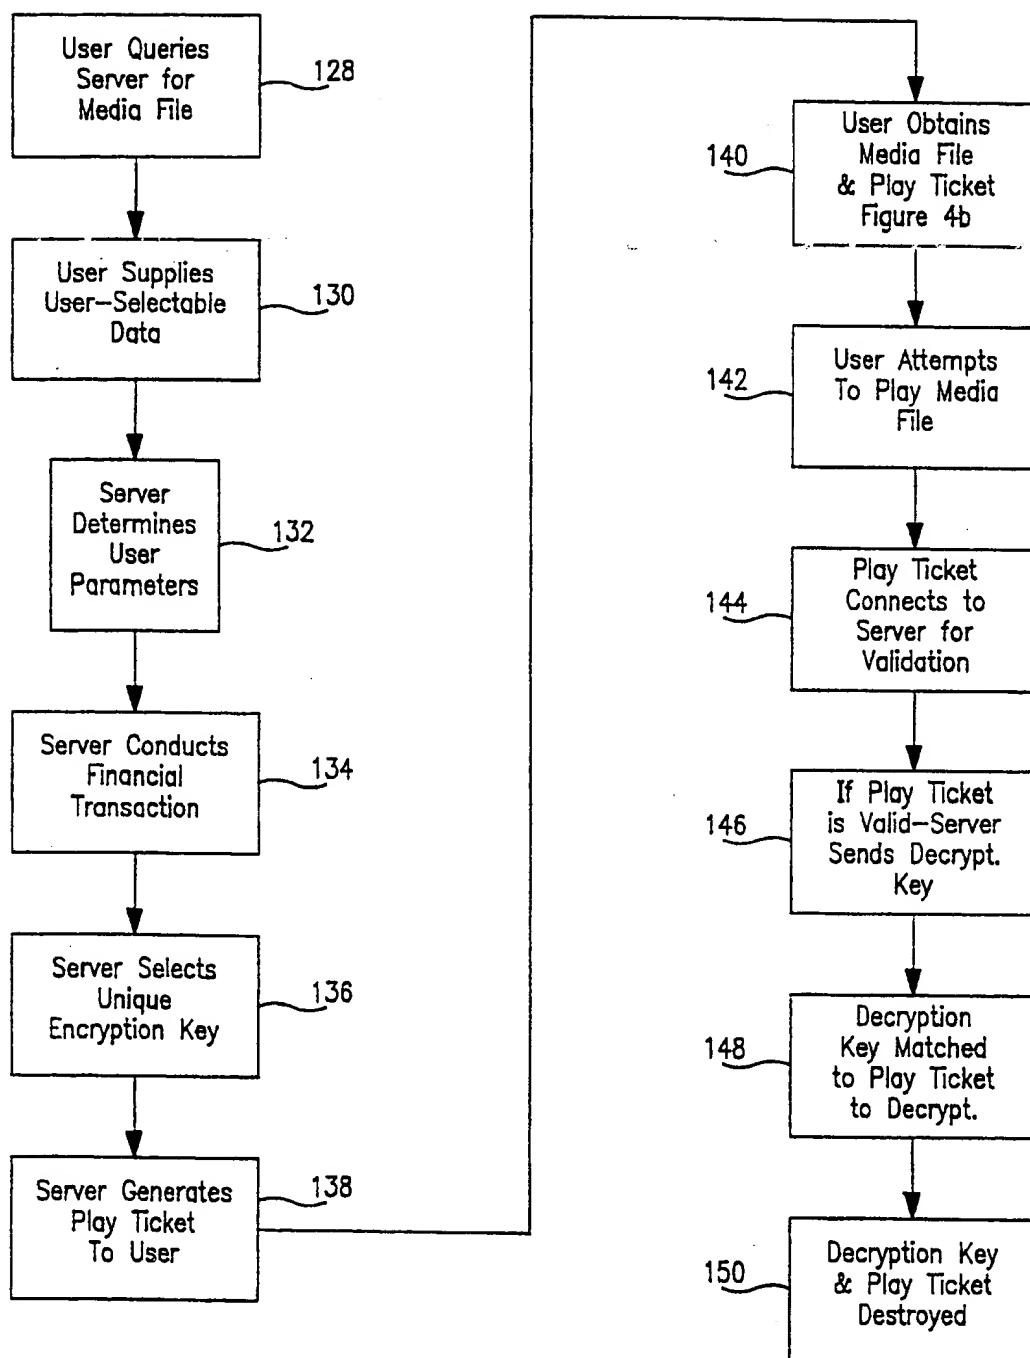 User Queries
Server for
Media File
128
User Supplies
User-Selectable
Data
130
Server
Determines
User
Parameters
132
Server Conducts
Financial
Transaction
134
Server Selects
Unique
Encryption Key
136
Server Generates
Play Ticket
To User
138
User Obtains
Media File
& Play Ticket
Figure 4b
140
User Attempts
To Play Media
File
142
Play Ticket
Connects to
Server for
Validation
144
If Play Ticket
is Valid-Server
Sends Decrypt.
Key
146
Decryption
Key Matched
to Play Ticket
to Decrypt.
148
Decryption Key
& Play Ticket
Destroyed
150